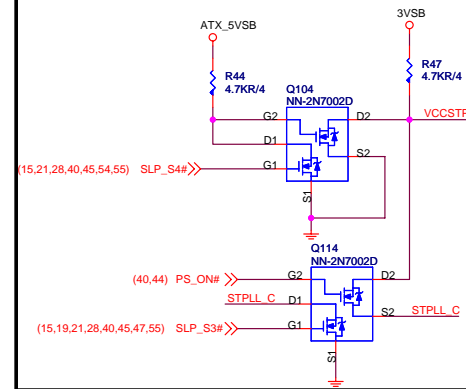 ATX_5VSB
3VSB
R44
4.7KR/4
R47
4.7KR/4
Q104
NN-2N7002D
G2
D2
VCCSTP
D1
S2
(15,21,28,40,45,54,55) SLP_S4#
G1
S1
Q114
NN-2N7002D
(40,44) PS_ON#
G2
D2
STPLL_C
D1
S2
STPLL_C
(15,19,21,28,40,45,47,55) SLP_S3#
G1
S1